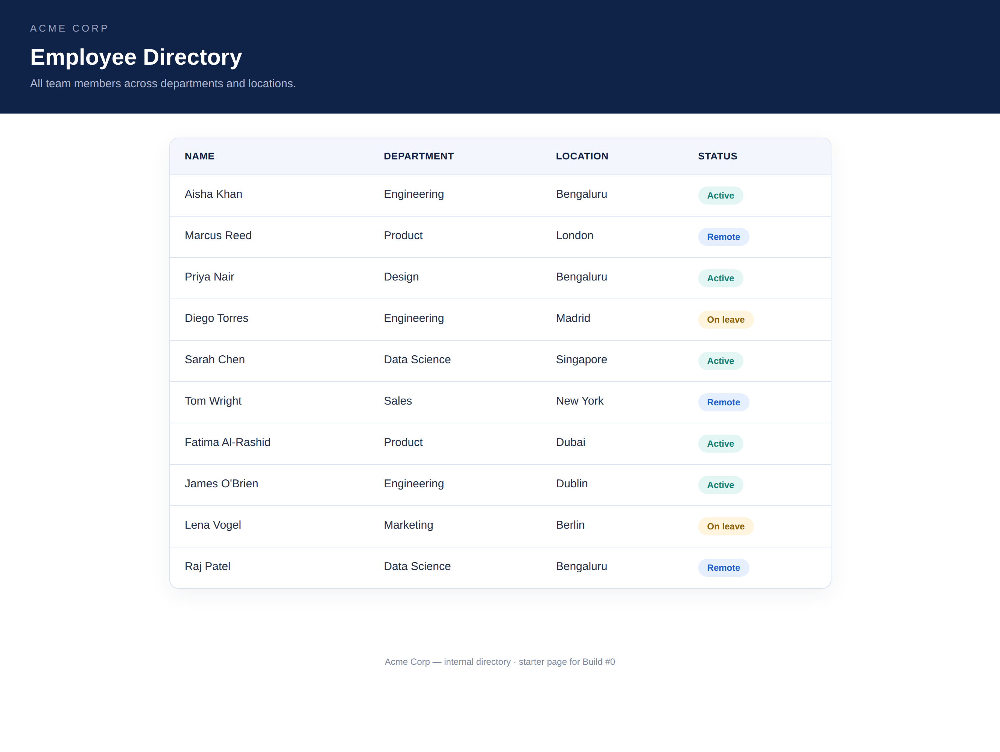 ACME CORP
Employee Directory
All team members across departments and locations.
NAME DEPARTMENT LOCATION STATUS
Aisha Khan Engineering Bengaluru Active
Marcus Reed Product London Remote
Priya Nair Design Bengaluru Active
Diego Torres Engineering Madrid On leave
Sarah Chen Data Science Singapore Active
Tom Wright Sales New York Remote
Fatima Al-Rashid Product Dubai Active
James O'Brien Engineering Dublin Active
Lena Vogel Marketing Berlin On leave
Raj Patel Data Science Bengaluru Remote
Acme Corp — internal directory · starter page for Build #0